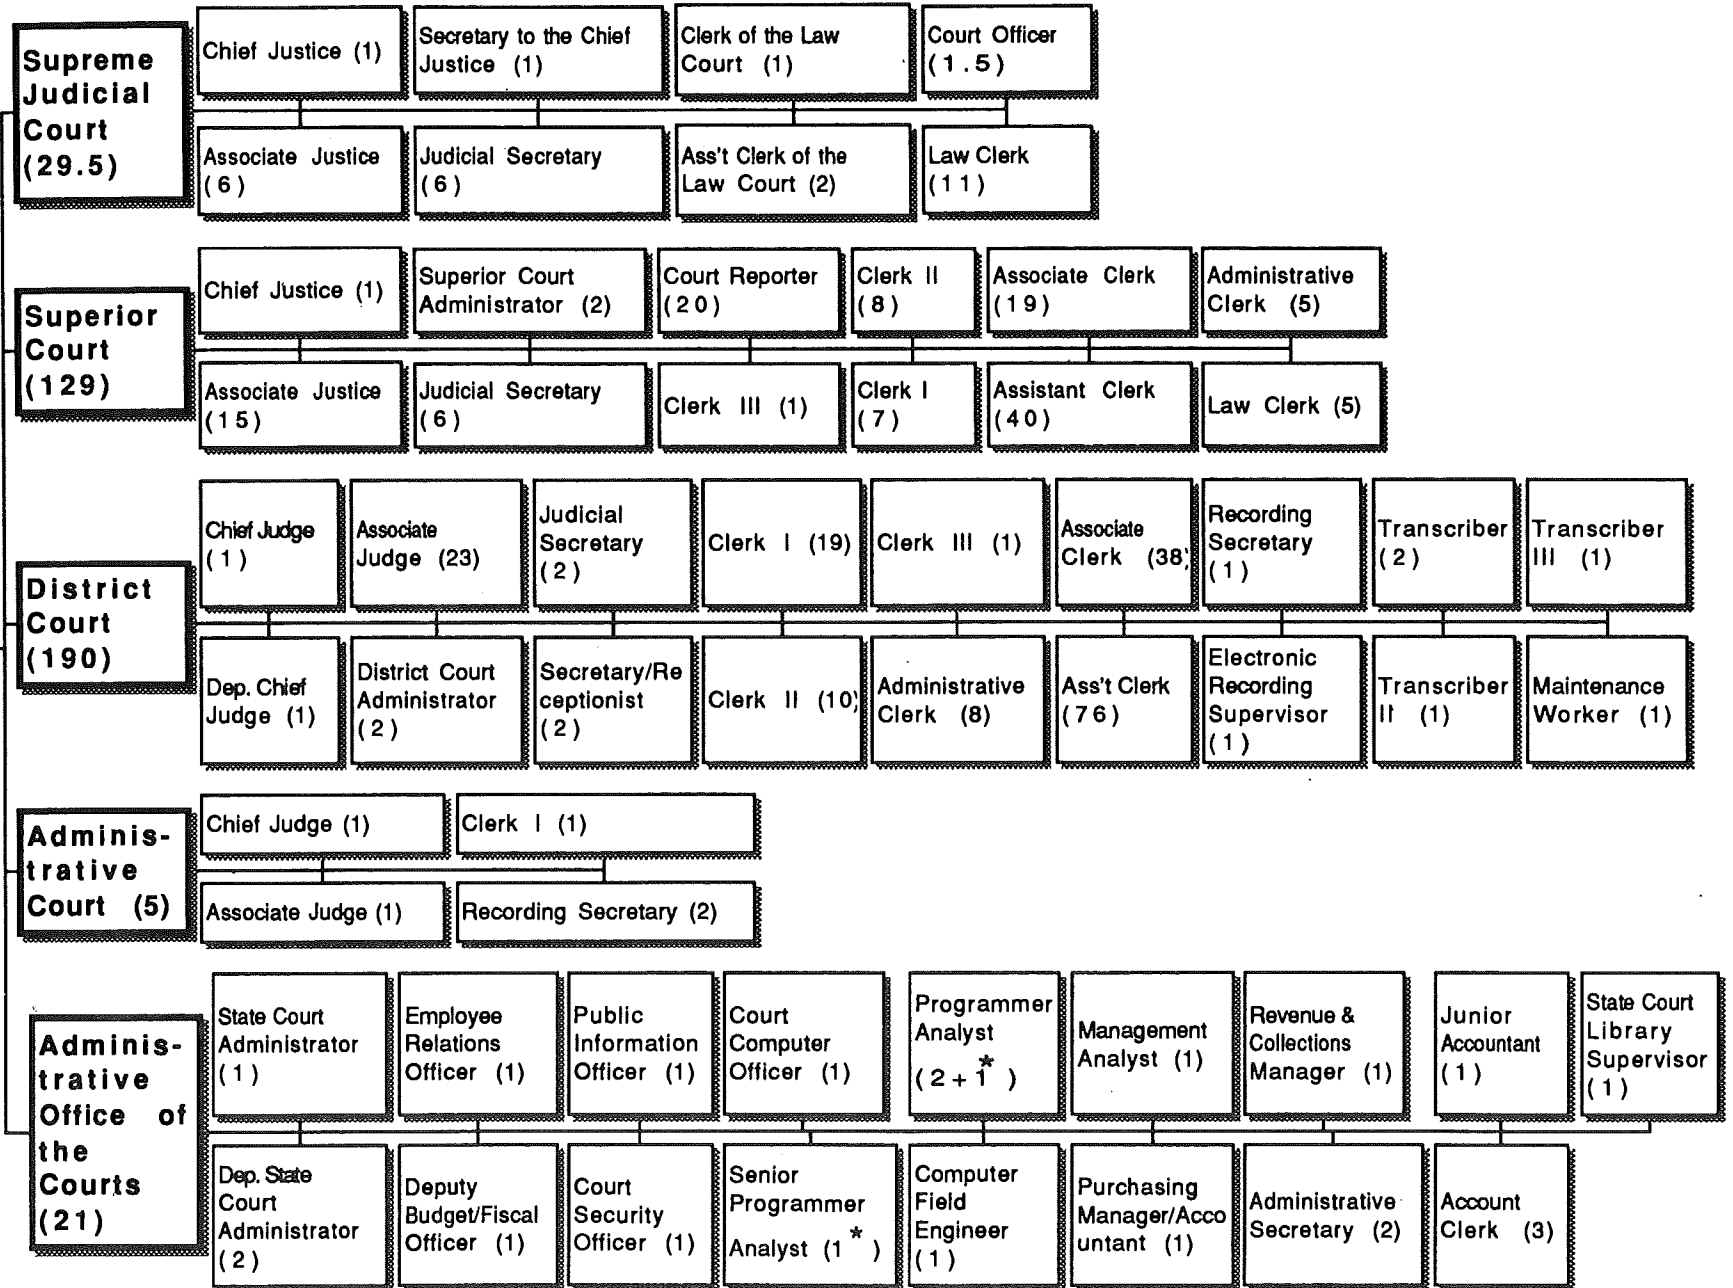 Supreme
Judicial
Court
(29.5)
Chief Justice (1)
Secretary to the Chief
Justice (1)
Clerk of the Law
Court (1)
Court Officer
(1.5)
Associate Justice
(6)
Judicial Secretary
(6)
Ass't Clerk of the
Law Court (2)
Law Clerk
(11)
Superior
Court
(129)
Chief Justice (1)
Superior Court
Administrator (2)
Court Reporter
(20)
Clerk II
(8)
Associate Clerk
(19)
Administrative
Clerk (5)
Associate Justice
(15)
Judicial Secretary
(6)
Clerk III (1)
Clerk I
(7)
Assistant Clerk
(40)
Law Clerk (5)
District
Court
(190)
Chief Judge
(1)
Associate
Judge (23)
Judicial
Secretary
(2)
Clerk I (19)
Clerk III (1)
Associate
Clerk (38)
Recording
Secretary
(1)
Transcriber
(2)
Transcriber
III (1)
Dep. Chief
Judge (1)
District Court
Administrator
(2)
Secretary/Re
ceptionist
(2)
Clerk II (10)
Administrative
Clerk (8)
Ass't Clerk
(76)
Electronic
Recording
Supervisor
(1)
Transcriber
II (1)
Maintenance
Worker (1)
Adminis-
trative
Court (5)
Chief Judge (1)
Clerk I (1)
Associate Judge (1)
Recording Secretary (2)
Adminis-
trative
Office of
the
Courts
(21)
State Court
Administrator
(1)
Employee
Relations
Officer (1)
Public
Information
Officer (1)
Court
Computer
Officer (1)
Programmer
Analyst
(2+1*)
Management
Analyst (1)
Revenue &
Collections
Manager (1)
Junior
Accountant
(1)
State Court
Library
Supervisor
(1)
Dep. State
Court
Administrator
(2)
Deputy
Budget/Fiscal
Officer (1)
Court
Security
Officer (1)
Senior
Programmer
Analyst (1*)
Computer
Field
Engineer
(1)
Purchasing
Manager/Acco
untant (1)
Administrative
Secretary (2)
Account
Clerk (3)